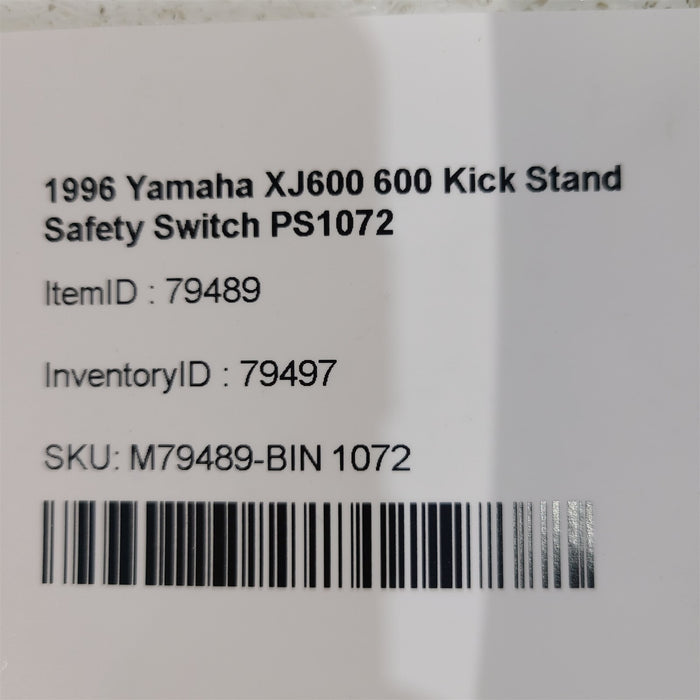 1996 Yamaha XJ600 600 Kick Stand
Safety Switch PS1072
ItemID : 79489
InventoryID : 79497
SKU: M79489-BIN 1072